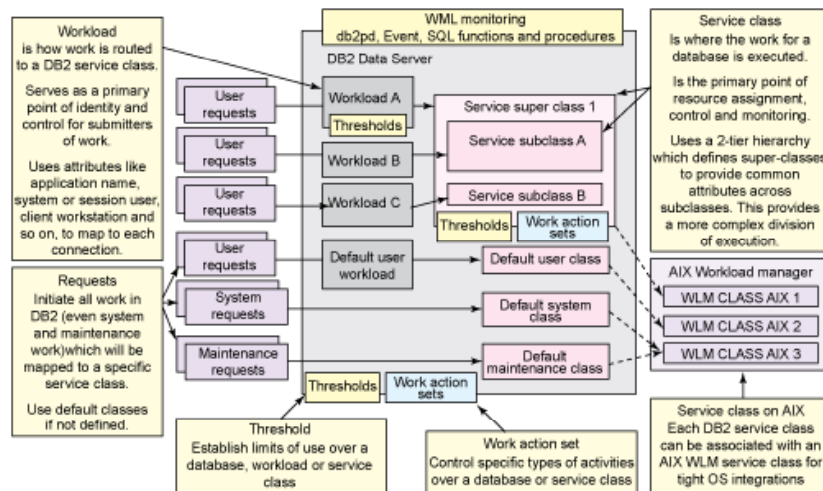 Workload
is how work is routed
to a DB2 service class.
Serves as a primary
point of identity and
control for submitters
of work.
Uses attributes like
application name,
system or session user,
client workstation and
so on, to map to each
connection.
Requests
Initiate all work in
DB2 (even system
and maintenance
work)which will be
mapped to a specific
service class.
Use default classes
if not defined.
User
requests
User
requests
User
requests
User
requests
System
requests
Maintenance
requests
WML monitoring
db2pd, Event, SQL functions and procedures
DB2 Data Server
Workload A
Thresholds
Workload B
Workload C
Default user
workload
Service super class 1
Service subclass A
Service subclass B
Thresholds
Work action
sets
Default user class
Default system
class
Default
maintenance class
Thresholds
Work action
sets
Threshold
Establish limits of use over a
database, workload or service
class
Work action set
Control specific types of activities
over a database or service class
Service class
Is where the work for a
database is executed.
Is the primary point of
resource assignment,
control and monitoring.
Uses a 2-tier hierarchy
which defines super-classes
to provide common
attributes across
subclasses. This provides
a more complex division
of execution.
AIX Workload manager
WLM CLASS AIX 1
WLM CLASS AIX 2
WLM CLASS AIX 3
Service class on AIX
Each DB2 service class
can be associated with an
AIX WLM service class for
tight OS integrations